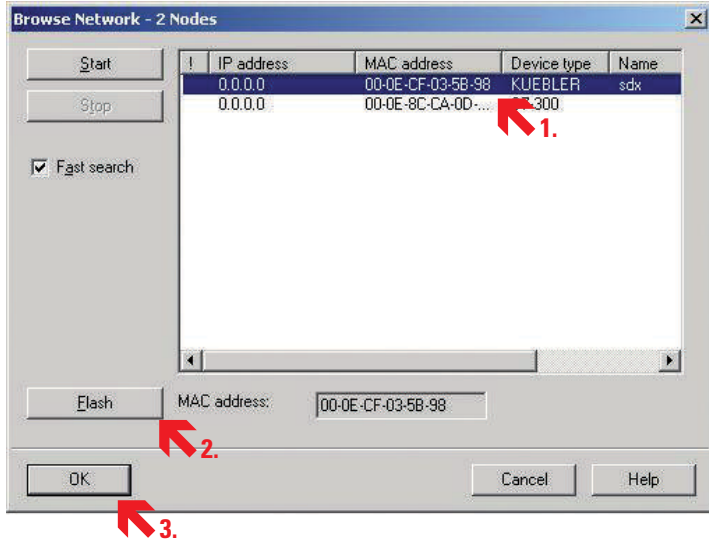 Browse Network - 2 Nodes
Start
Stop
Fast search
! IP address MAC address Device type Name
0.0.0.0 00-0E-CF-03-5B-98 KUEBLER sdx
0.0.0.0 00-0E-8C-CA-0D-... 300
1.
Flash MAC address: 00-0E-CF-03-5B-98
2.
OK Cancel Help
3.